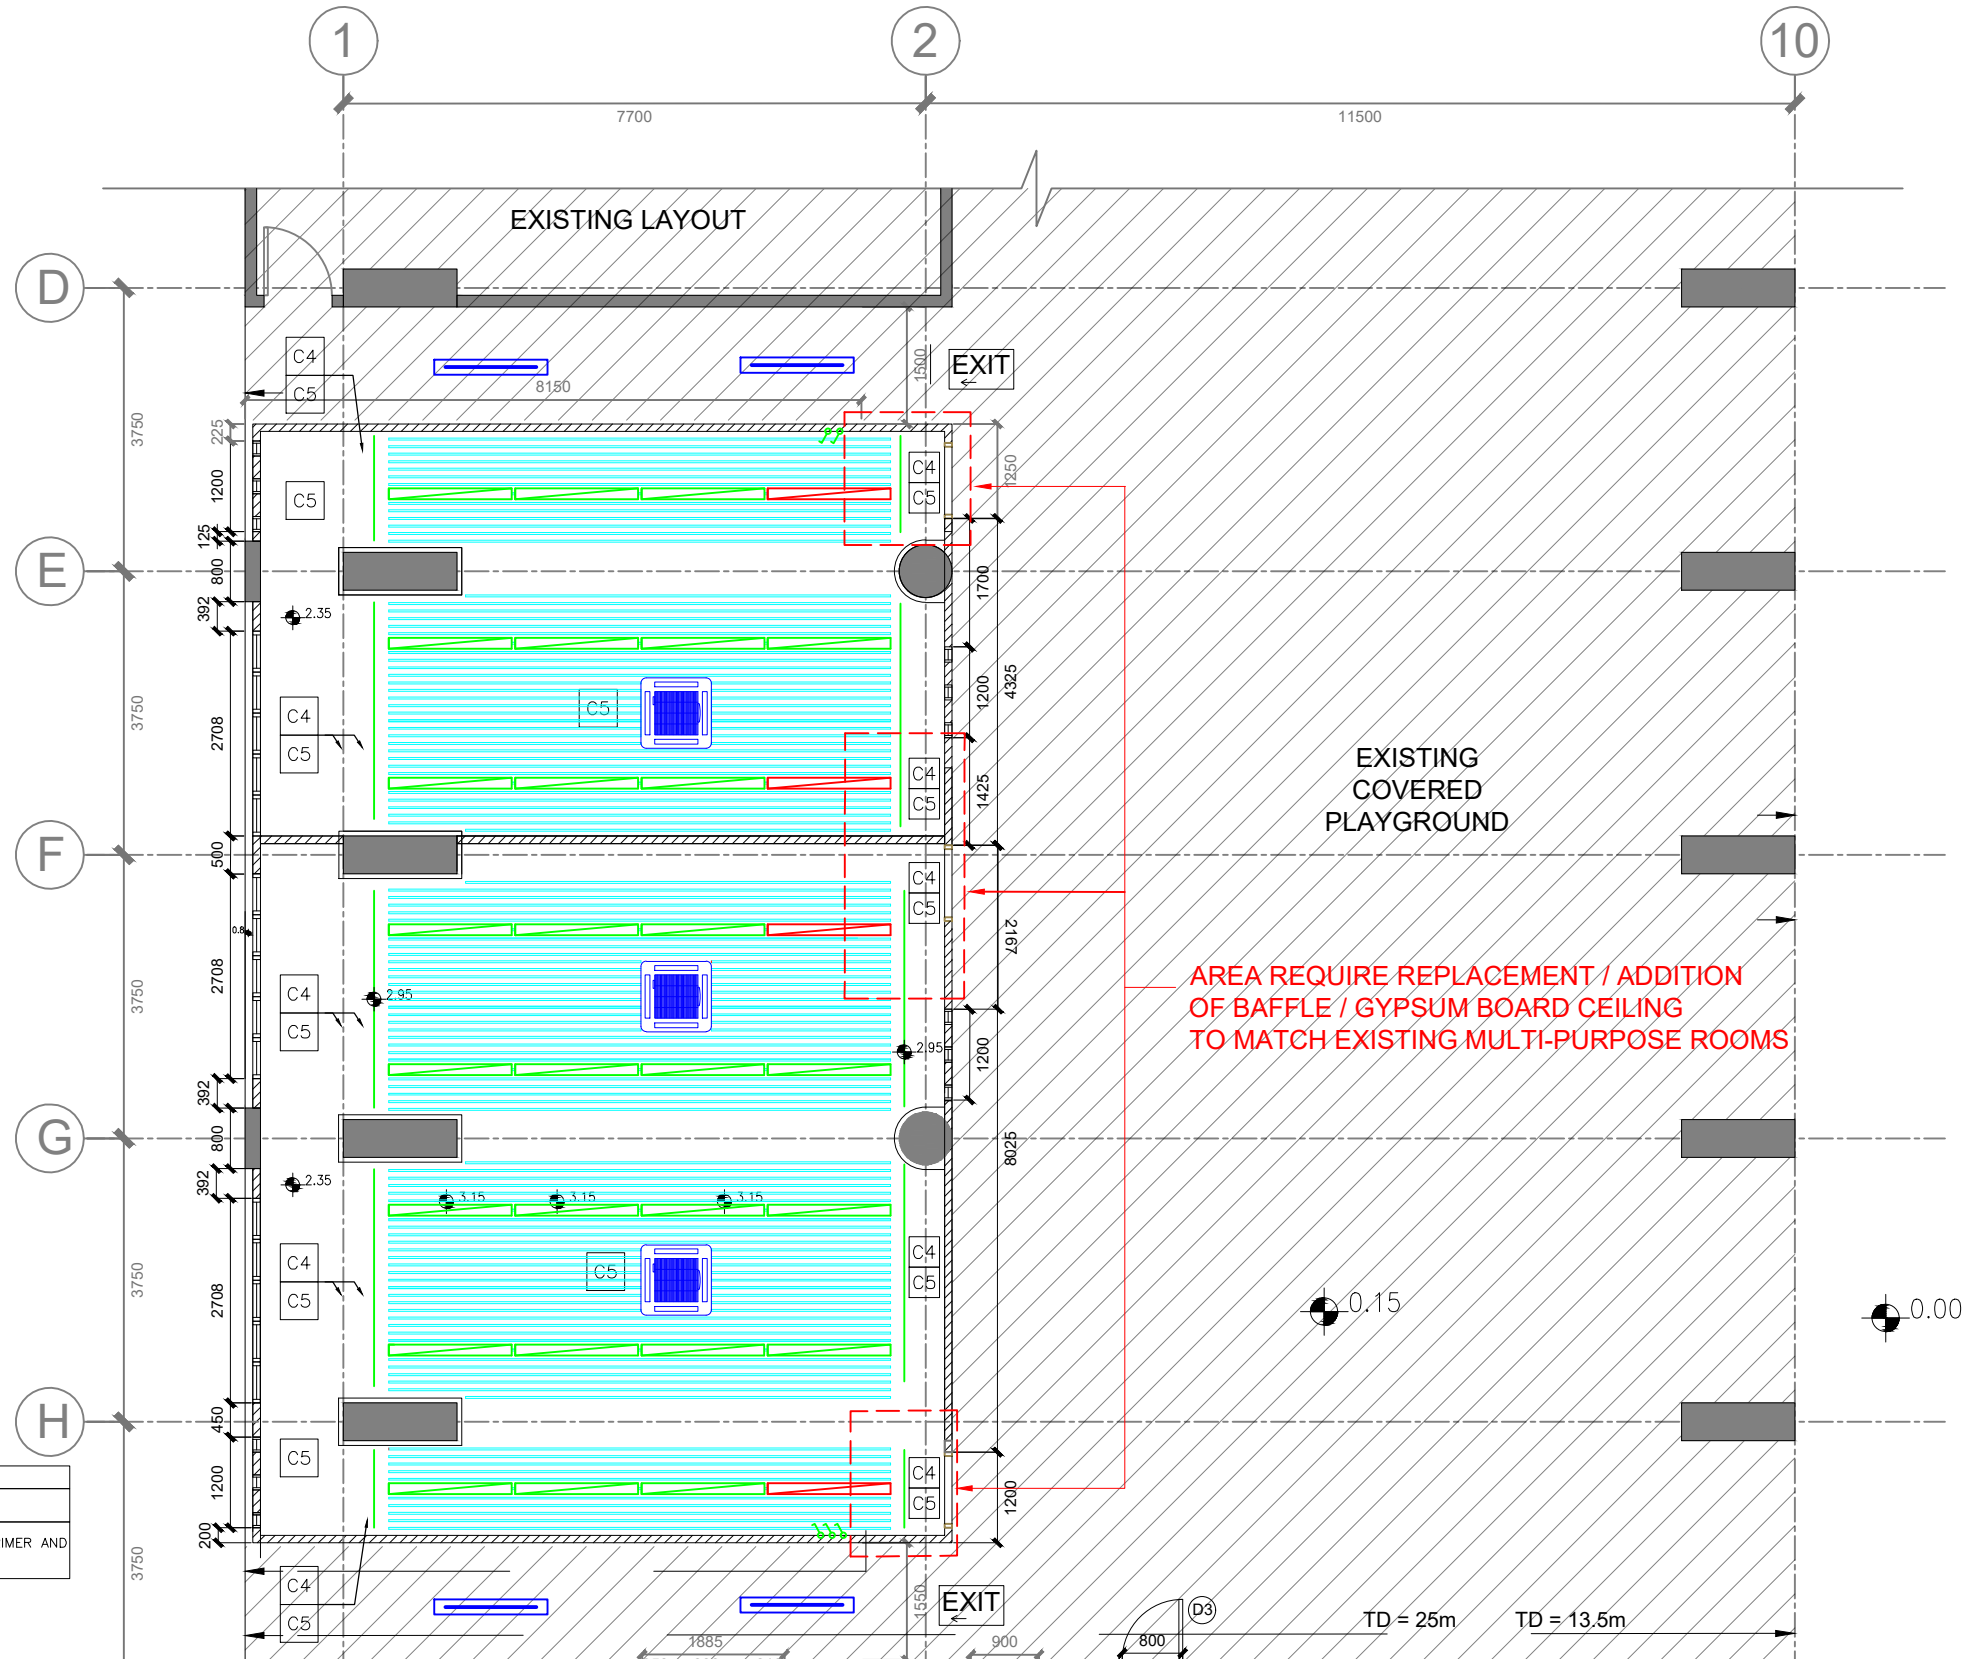 1
2
10
7700
11500
EXISTING LAYOUT
D
C4
C5
8150
1500
EXIT
3750
225
1200
125
800
392
C5
C4
C5
1250
E
2.35
1700
1200
4325
3750
2708
C4
C5
C5
C4
C5
1425
EXISTING
COVERED
PLAYGROUND
F
500
C4
C5
2167
0.8
3750
2708
C4
C5
2.95
2.95
1200
AREA REQUIRE REPLACEMENT / ADDITION
OF BAFFLE / GYPSUM BOARD CEILING
TO MATCH EXISTING MULTI-PURPOSE ROOMS
392
G
800
392
8025
2.35
3.15
3.15
3.15
3750
2708
C4
C5
C5
C4
C5
0.15
0.00
H
450
C5
C4
C5
1200
1200
200
IMER AND
3750
C4
C5
1550
EXIT
D3
TD = 25m
TD = 13.5m
1885
900
800